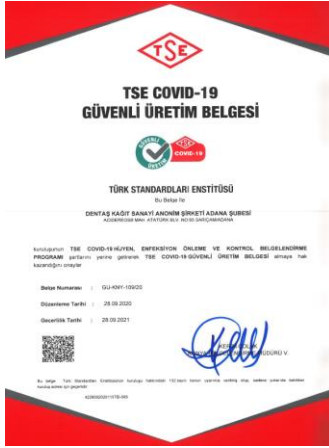 TSE
TSE COVID-19
GÜVENLİ ÜRETİM BELGESİ
GÜVENLİ
ÜRETİM
TSE
COVID-19
TÜRK STANDARDLARI ENSTİTÜSÜ
Bu Belge ile
DENTAŞ KAĞIT SANAYİ ANONİM ŞİRKETİ ADANA ŞUBESİ
kuruluşunun TSE COVID-19 HİJYEN, ENFEKSİYON ÖNLEME VE KONTROL BELGELENDİRME
PROGRAMI şartlarını yerine getirerek TSE COVID-19 GÜVENLİ ÜRETİM BELGESİ almaya hak
kazandığını onaylar
Belge Numarası : GU-KNY-109/20
Düzenleme Tarihi : 28.09.2020
Geçerlilik Tarihi : 28.09.2021